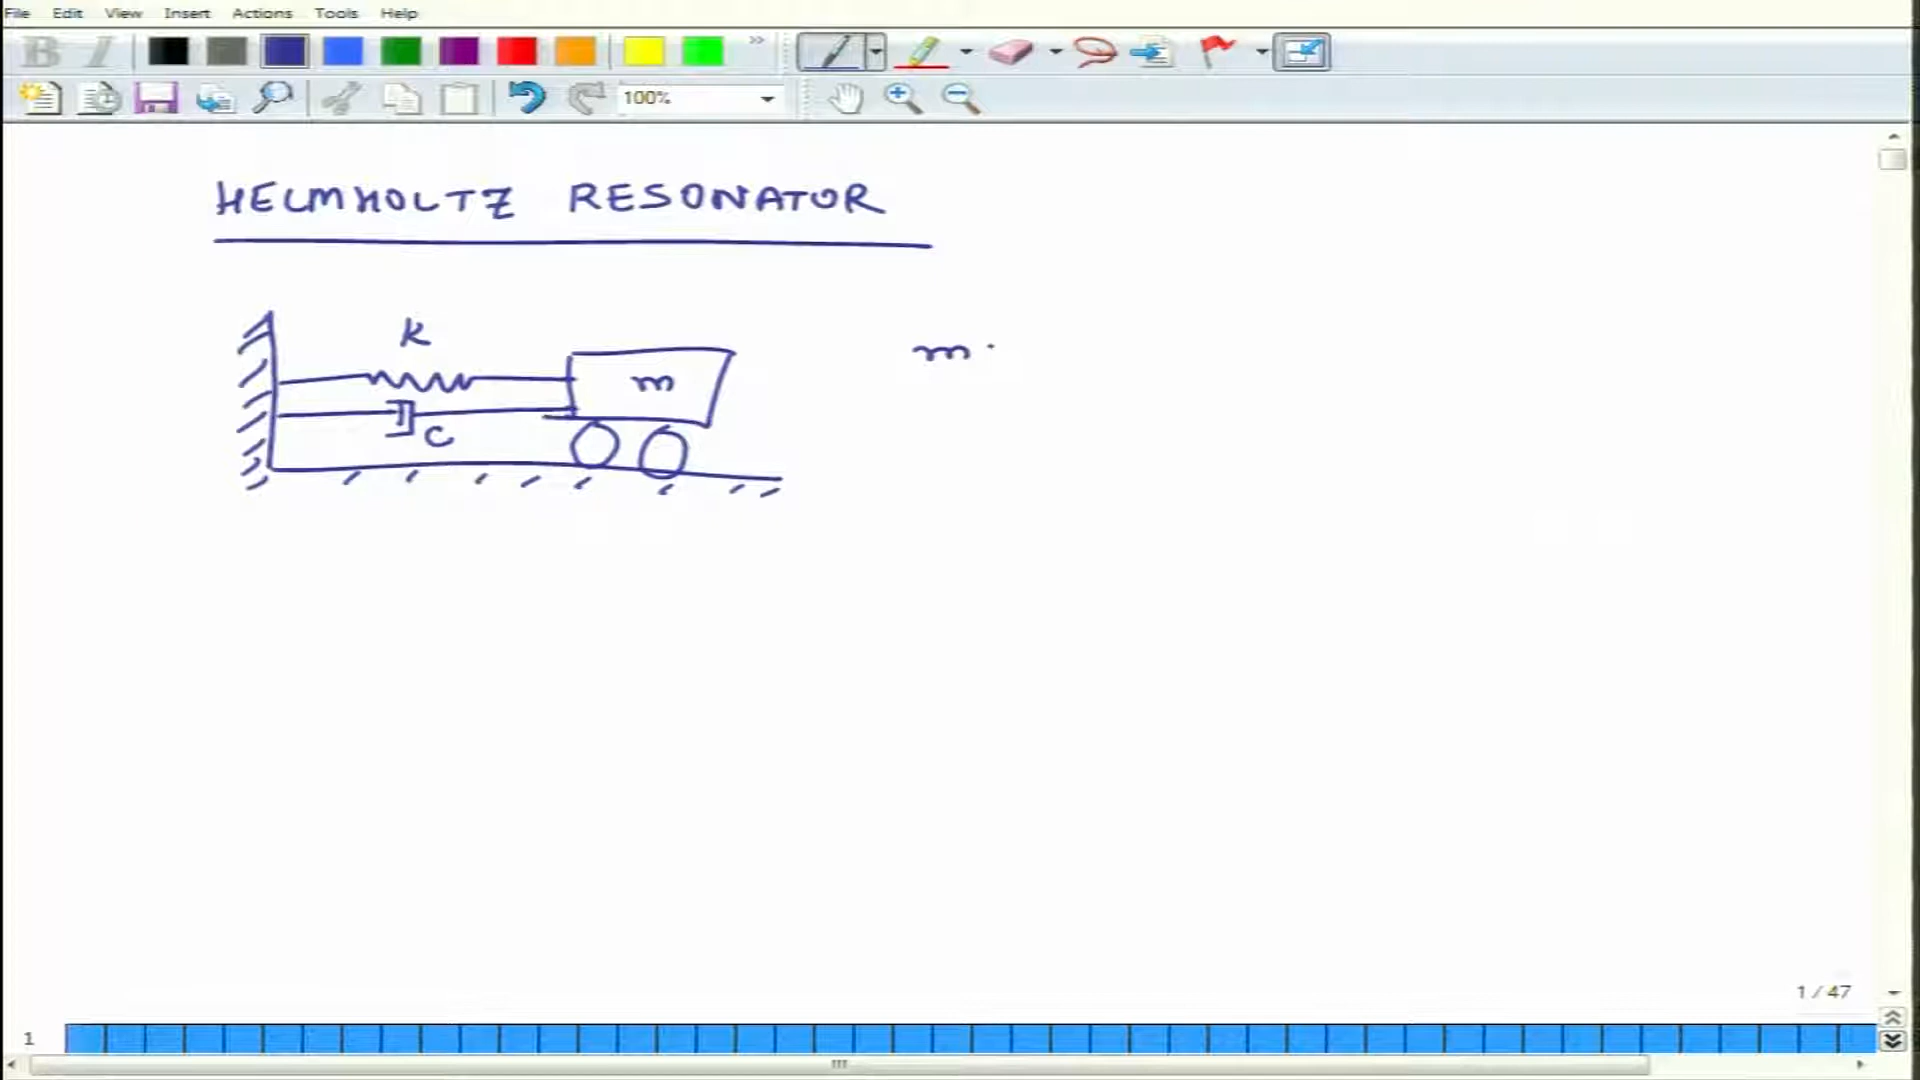 File Edit View Insert Actions Tools Help
B I
100%
HELMHOLTZ RESONATOR
k
m
m
c
1 / 47
1